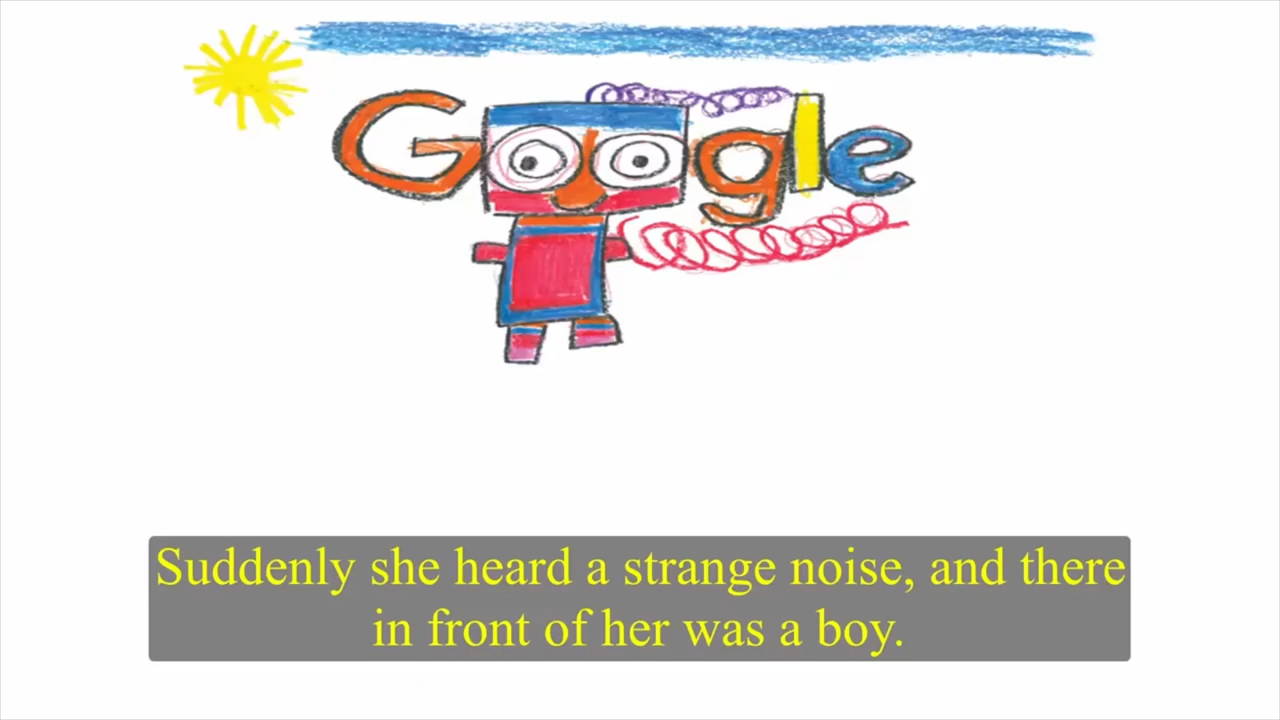 Google
Suddenly she heard a strange noise, and there
in front of her was a boy.